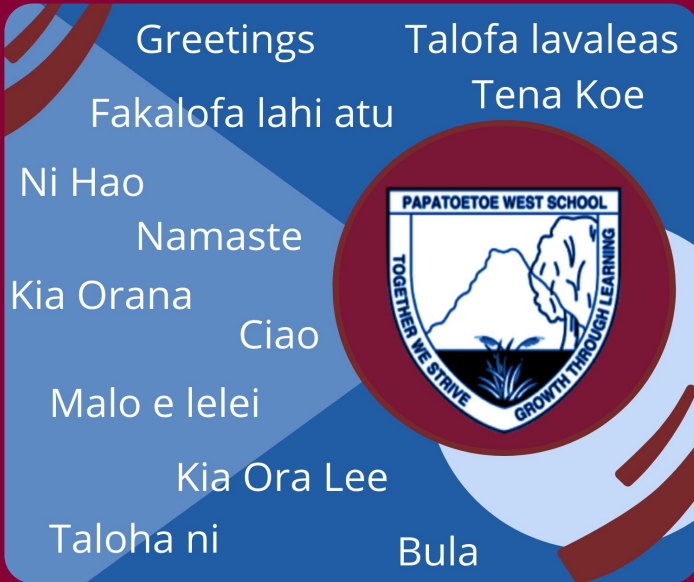 Greetings
Talofa lavaleas
Tena Koe
Fakalofa lahi atu
Ni Hao
Namaste
Kia Orana
Ciao
Malo e lelei
Kia Ora Lee
Taloha ni
Bula
PAPATOETOE WEST SCHOOL
TOGETHER WE STRIVE
GROWTH THROUGH LEARNING